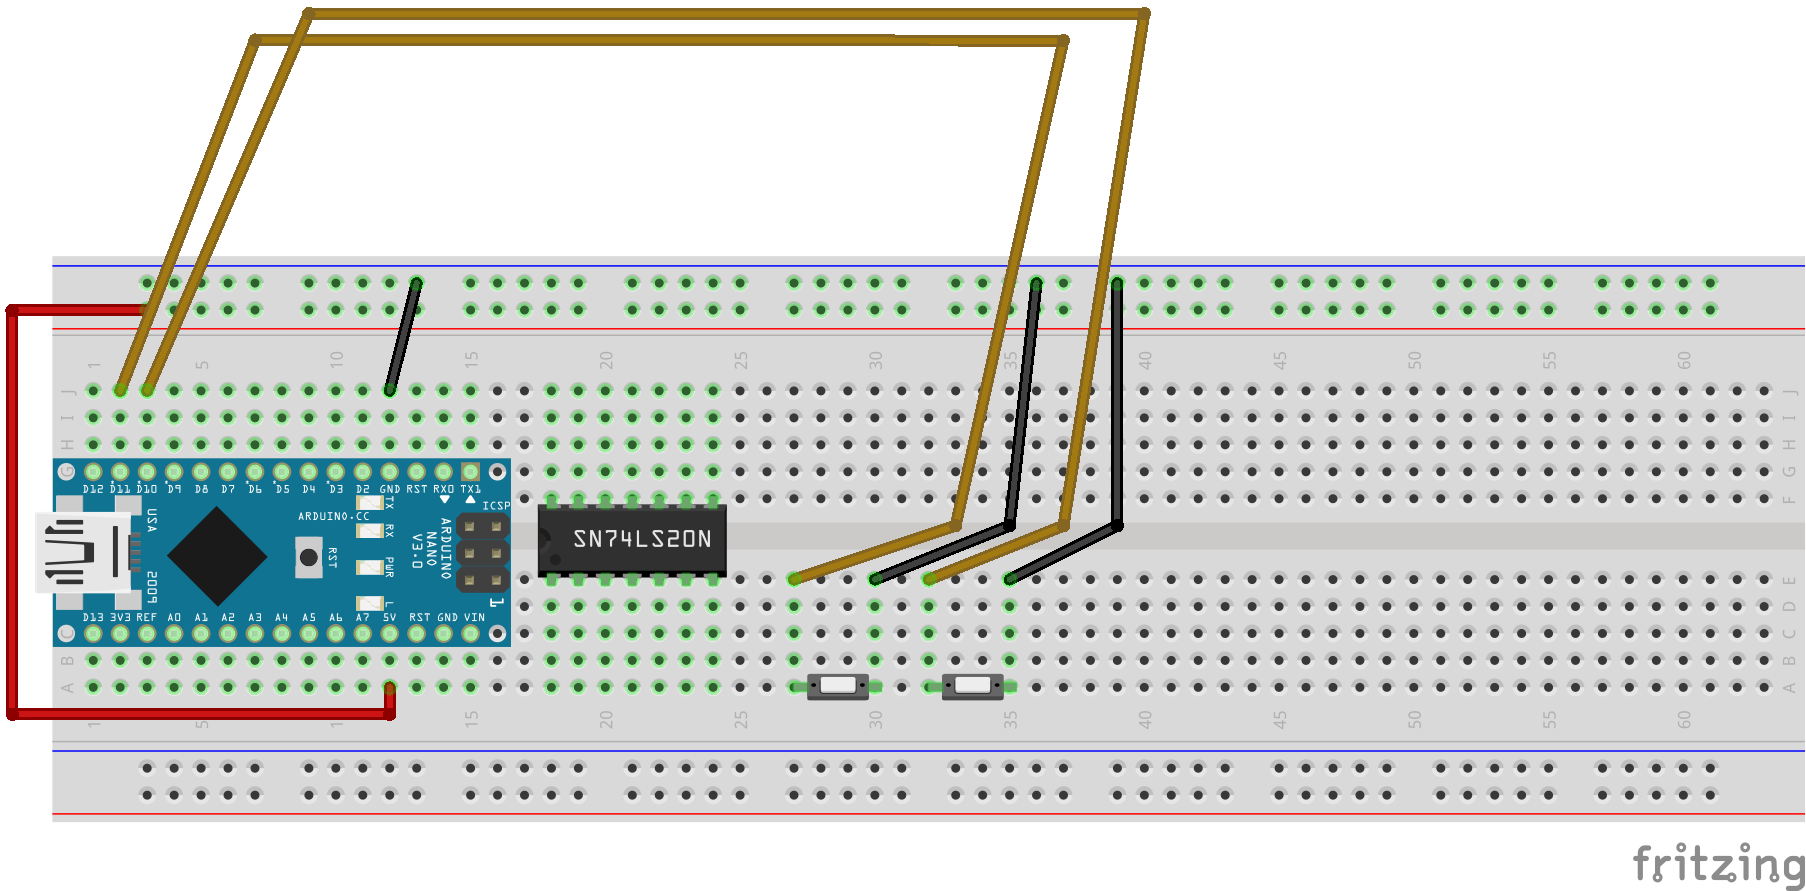 1 5 10 15 20 25 30 35 40 45 50 55 60
J J
I I
H H
G G
D12 D11 D10 D9 D8 D7 D6 D5 D4 D3 D2 GND RST RX0 TX1
F
TX
ICSP
USA
ARDUINO.CC
RX
ARDUINO
NANO
V3.0
SN74LS20N
RST
PWR
2009
E
L
1
D
D13 3V3 REF A0 A1 A2 A3 A4 A5 A6 A7 5V RST GND VIN
C C
B B
A A
1 5 10 15 20 25 30 35 40 45 50 55 60
fritzing